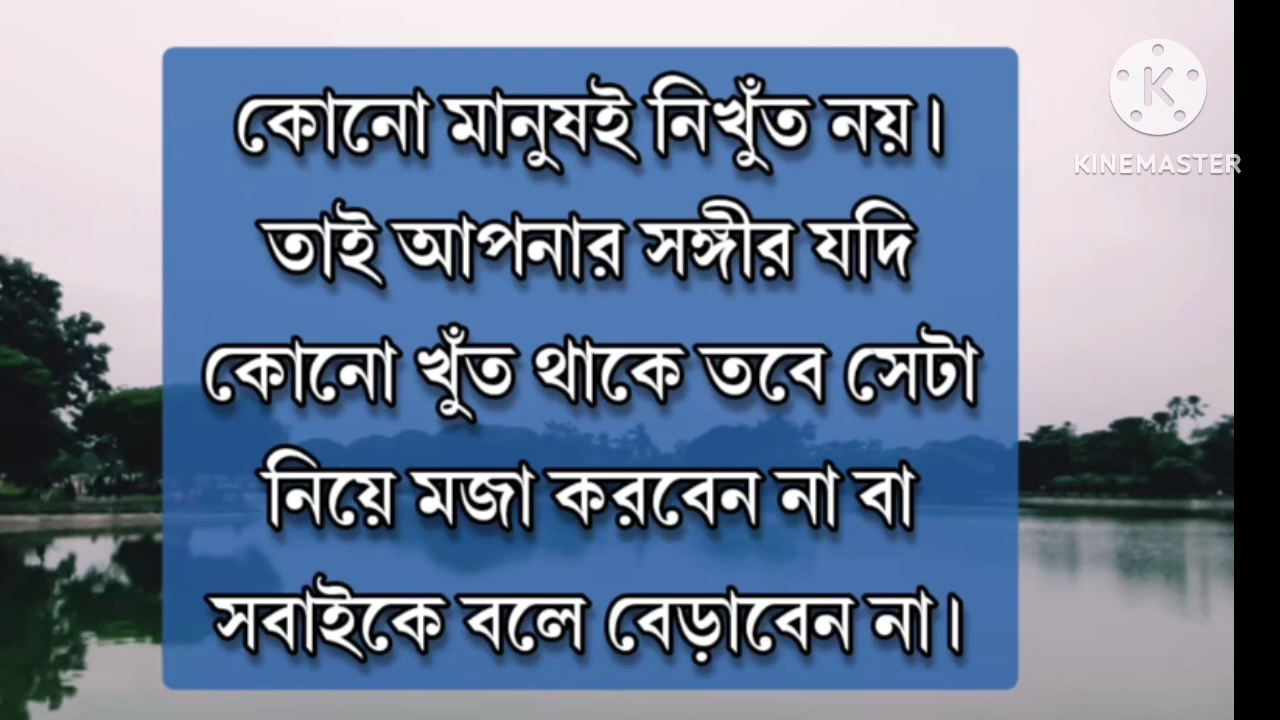 কোনো মানুষই নিখুঁত নয়।
তাই আপনার সঙ্গীর যদি
কোনো খুঁত থাকে তবে সেটা
নিয়ে মজা করবেন না বা
সবাইকে বলে বেড়াবেন না।
K
KINEMASTER